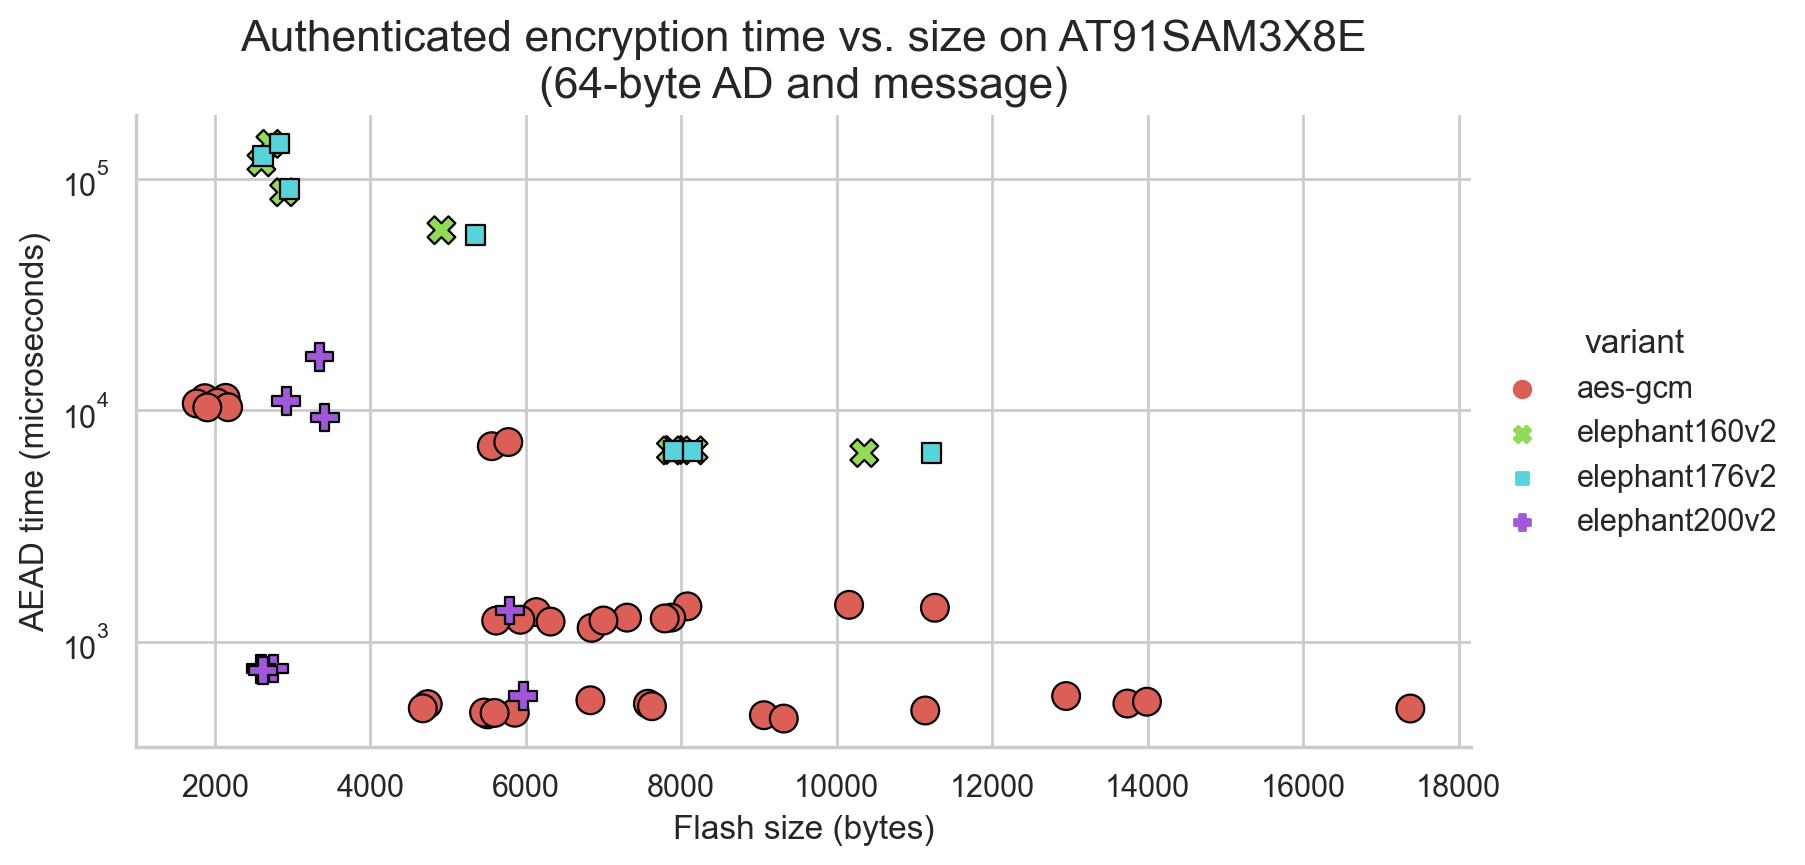 Authenticated encryption time vs. size on AT91SAM3X8E
(64-byte AD and message)
AEAD time (microseconds)
10^5
10^4
10^3
2000 4000 6000 8000 10000 12000 14000 16000 18000
Flash size (bytes)
variant
aes-gcm
elephant160v2
elephant176v2
elephant200v2